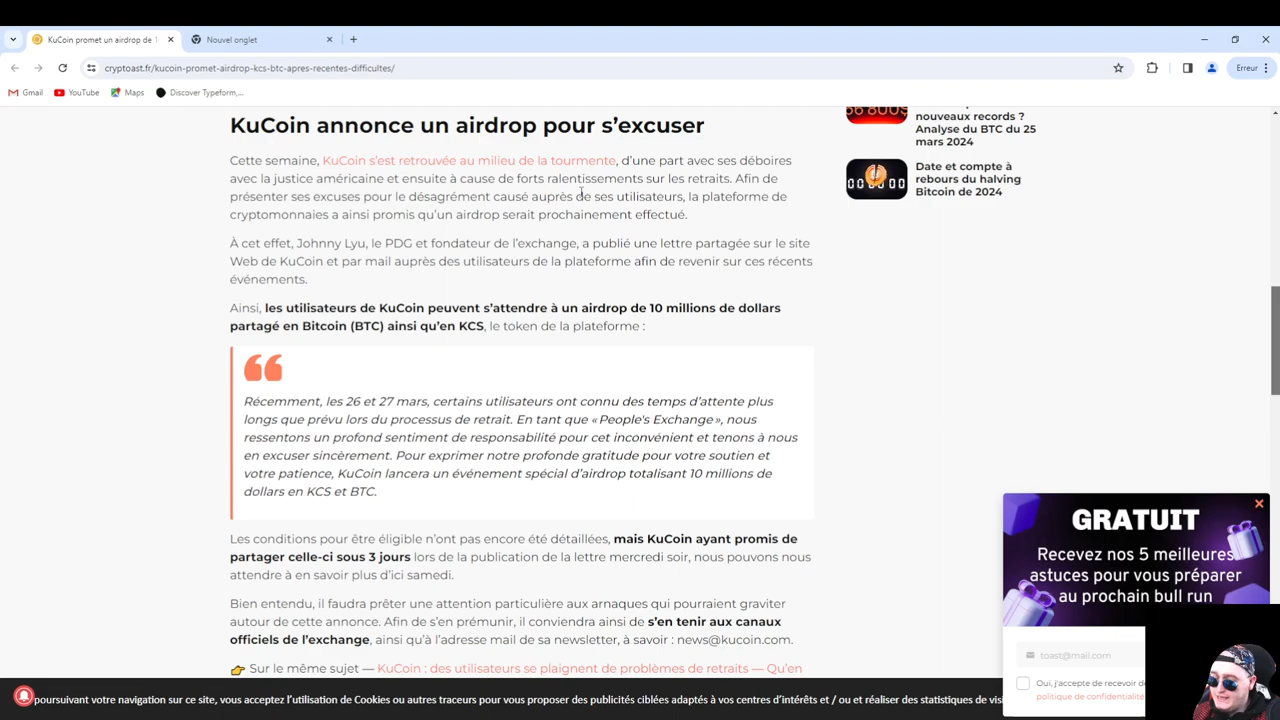 KuCoin promet un airdrop de 1
Nouvel onglet
cryptoast.fr/kucoin-promet-airdrop-kcs-btc-apres-recentes-difficultes/
Erreur
Gmail
YouTube
Maps
Discover Typeform,...
KuCoin annonce un airdrop pour s’excuser
Cette semaine, KuCoin s’est retrouvée au milieu de la tourmente, d’une part avec ses déboires
avec la justice américaine et ensuite à cause de forts ralentissements sur les retraits. Afin de
présenter ses excuses pour le désagrément causé auprès de ses utilisateurs, la plateforme de
cryptomonnaies a ainsi promis qu’un airdrop serait prochainement effectué.
À cet effet, Johnny Lyu, le PDG et fondateur de l’exchange, a publié une lettre partagée sur le site
Web de KuCoin et par mail auprès des utilisateurs de la plateforme afin de revenir sur ces récents
événements.
Ainsi, les utilisateurs de KuCoin peuvent s’attendre à un airdrop de 10 millions de dollars
partagé en Bitcoin (BTC) ainsi qu’en KCS, le token de la plateforme :
Récemment, les 26 et 27 mars, certains utilisateurs ont connu des temps d’attente plus
longs que prévu lors du processus de retrait. En tant que « People's Exchange », nous
ressentons un profond sentiment de responsabilité pour cet inconvénient et tenons à nous
en excuser sincèrement. Pour exprimer notre profonde gratitude pour votre soutien et
votre patience, KuCoin lancera un événement spécial d’airdrop totalisant 10 millions de
dollars en KCS et BTC.
Les conditions pour être éligible n’ont pas encore été détaillées, mais KuCoin ayant promis de
partager celle-ci sous 3 jours lors de la publication de la lettre mercredi soir, nous pouvons nous
attendre à en savoir plus d’ici samedi.
Bien entendu, il faudra prêter une attention particulière aux arnaques qui pourraient graviter
autour de cette annonce. Afin de s’en prémunir, il conviendra ainsi de s’en tenir aux canaux
officiels de l’exchange, ainsi qu’à l’adresse mail de sa newsletter, à savoir : news@kucoin.com.
Sur le même sujet — KuCoin : des utilisateurs se plaignent de problèmes de retraits — Qu’en
nouveaux records ?
Analyse du BTC du 25
mars 2024
Date et compte à
rebours du halving
Bitcoin de 2024
GRATUIT
Recevez nos 5 meilleures
astuces pour vous préparer
au prochain bull run
toast@mail.com
Oui, j'accepte de recevoir
politique de confidentialité
poursuivant votre navigation sur ce site, vous acceptez l’utilisation
pour vous proposer des publicités ciblées adaptés à vos centres d’intérêts et / ou et réaliser des statistiques de